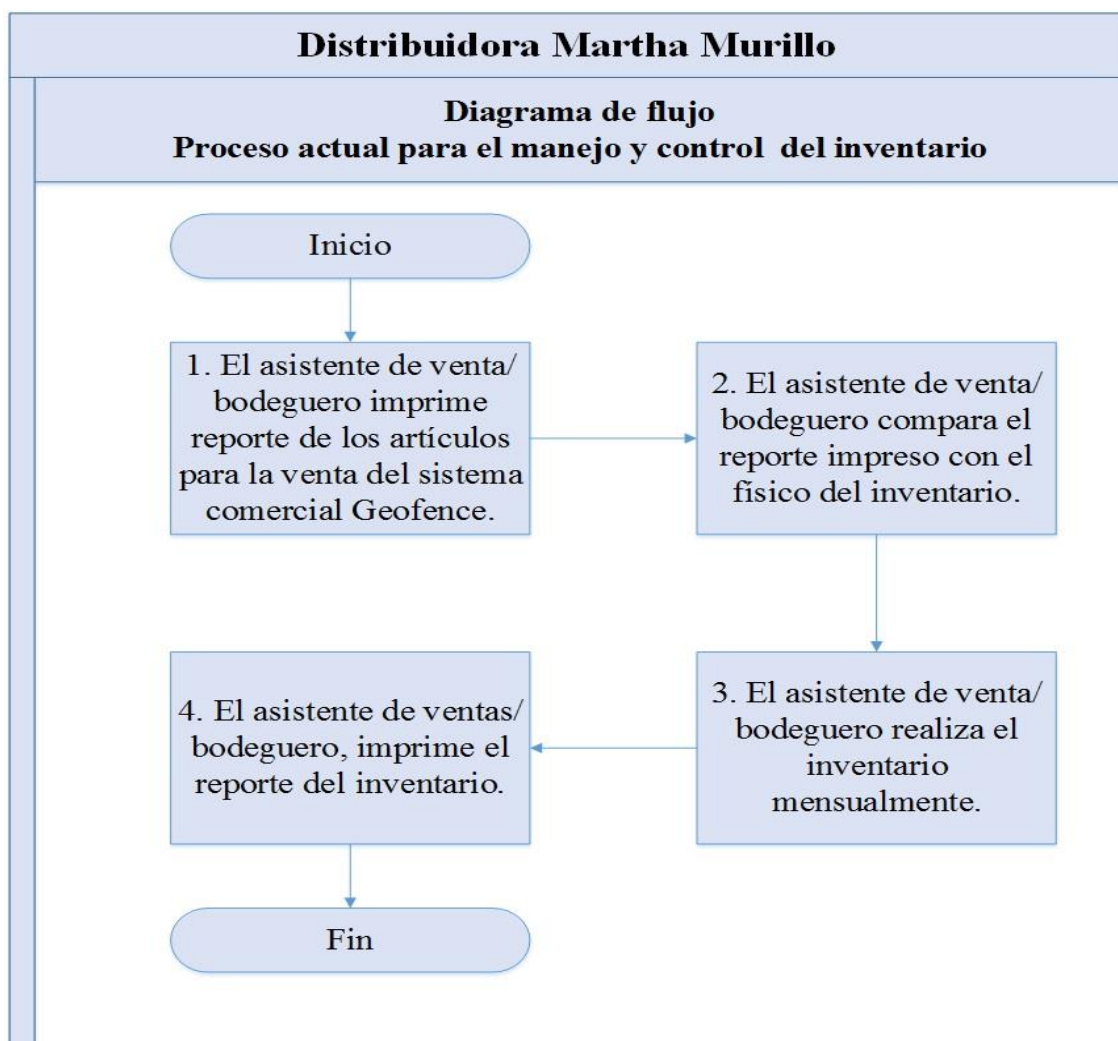 Distribuidora Martha Murillo
Diagrama de flujo
Proceso actual para el manejo y control del inventario
Inicio
1. El asistente de venta/
bodeguero imprime
reporte de los artículos
para la venta del sistema
comercial Geofence.
2. El asistente de venta/
bodeguero compara el
reporte impreso con el
físico del inventario.
3. El asistente de venta/
bodeguero realiza el
inventario
mensualmente.
4. El asistente de ventas/
bodeguero, imprime el
reporte del inventario.
Fin